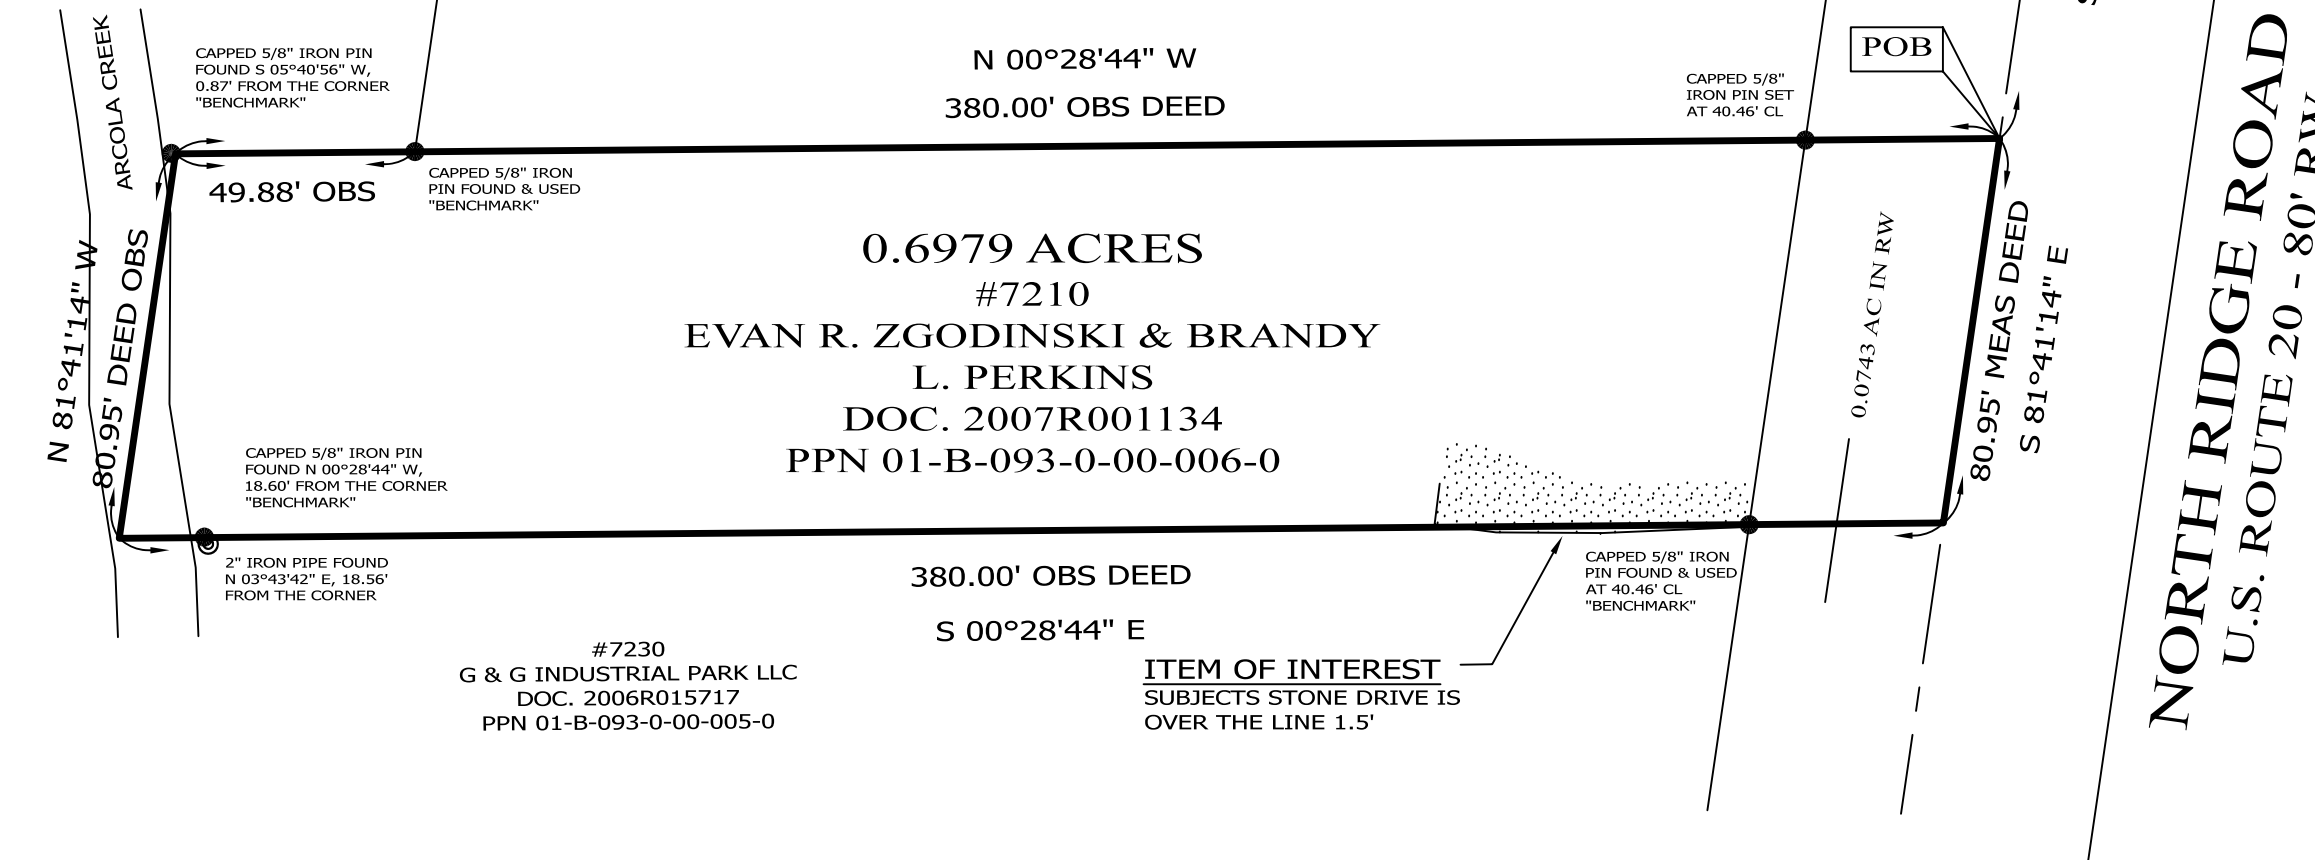 ARCOLA CREEK
CAPPED 5/8" IRON PIN
FOUND S 05°40'56" W,
0.87' FROM THE CORNER
"BENCHMARK"
N 00°28'44" W
380.00' OBS DEED
CAPPED 5/8"
IRON PIN SET
AT 40.46' CL
POB
49.88' OBS
CAPPED 5/8" IRON
PIN FOUND & USED
"BENCHMARK"
N 81°41'14" W
80.95' DEED OBS
0.6979 ACRES
#7210
EVAN R. ZGODINSKI & BRANDY
L. PERKINS
DOC. 2007R001134
PPN 01-B-093-0-00-006-0
0.0743 AC IN RW
80.95' MEAS DEED
S 81°41'14" E
NORTH RIDGE ROAD
U.S. ROUTE 20 - 80' RW
CAPPED 5/8" IRON PIN
FOUND N 00°28'44" W,
18.60' FROM THE CORNER
"BENCHMARK"
2" IRON PIPE FOUND
N 03°43'42" E, 18.56'
FROM THE CORNER
380.00' OBS DEED
S 00°28'44" E
CAPPED 5/8" IRON
PIN FOUND & USED
AT 40.46' CL
"BENCHMARK"
#7230
G & G INDUSTRIAL PARK LLC
DOC. 2006R015717
PPN 01-B-093-0-00-005-0
ITEM OF INTEREST
SUBJECTS STONE DRIVE IS
OVER THE LINE 1.5'